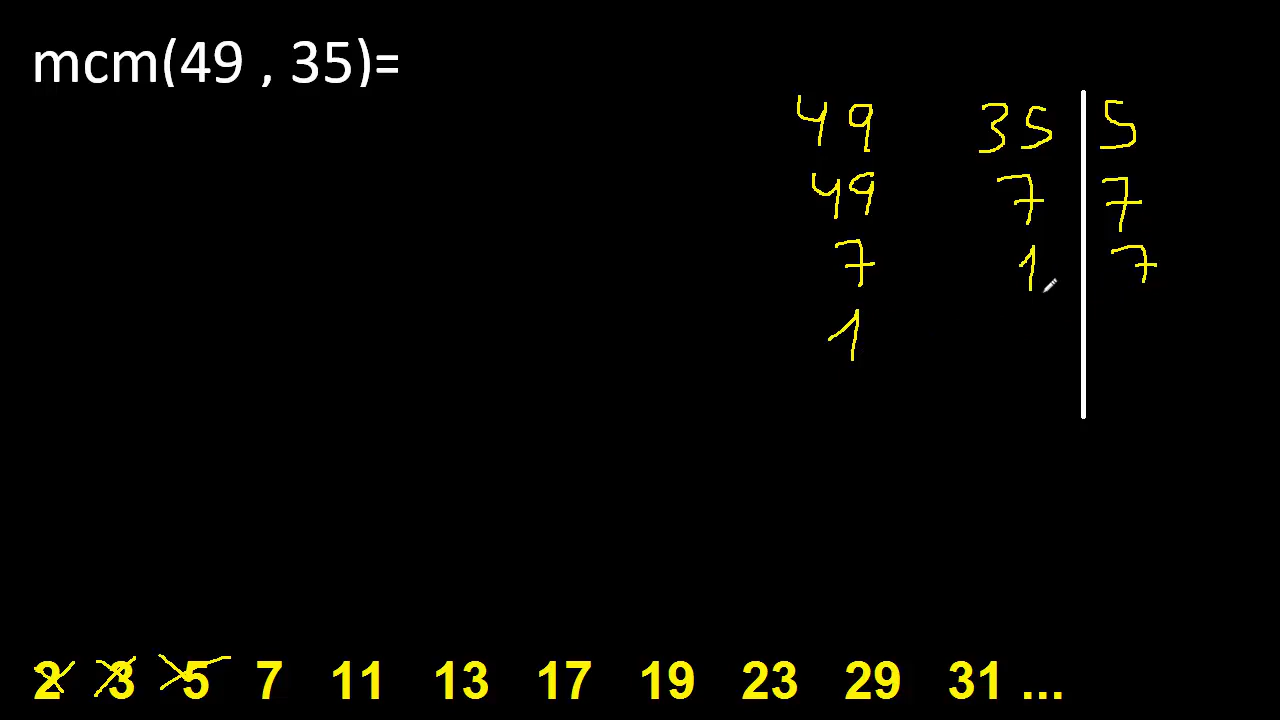 mcm(49 , 35)=
49 35 5
49 7 7
7 1 7
1
2 3 5 7 11 13 17 19 23 29 31 ...